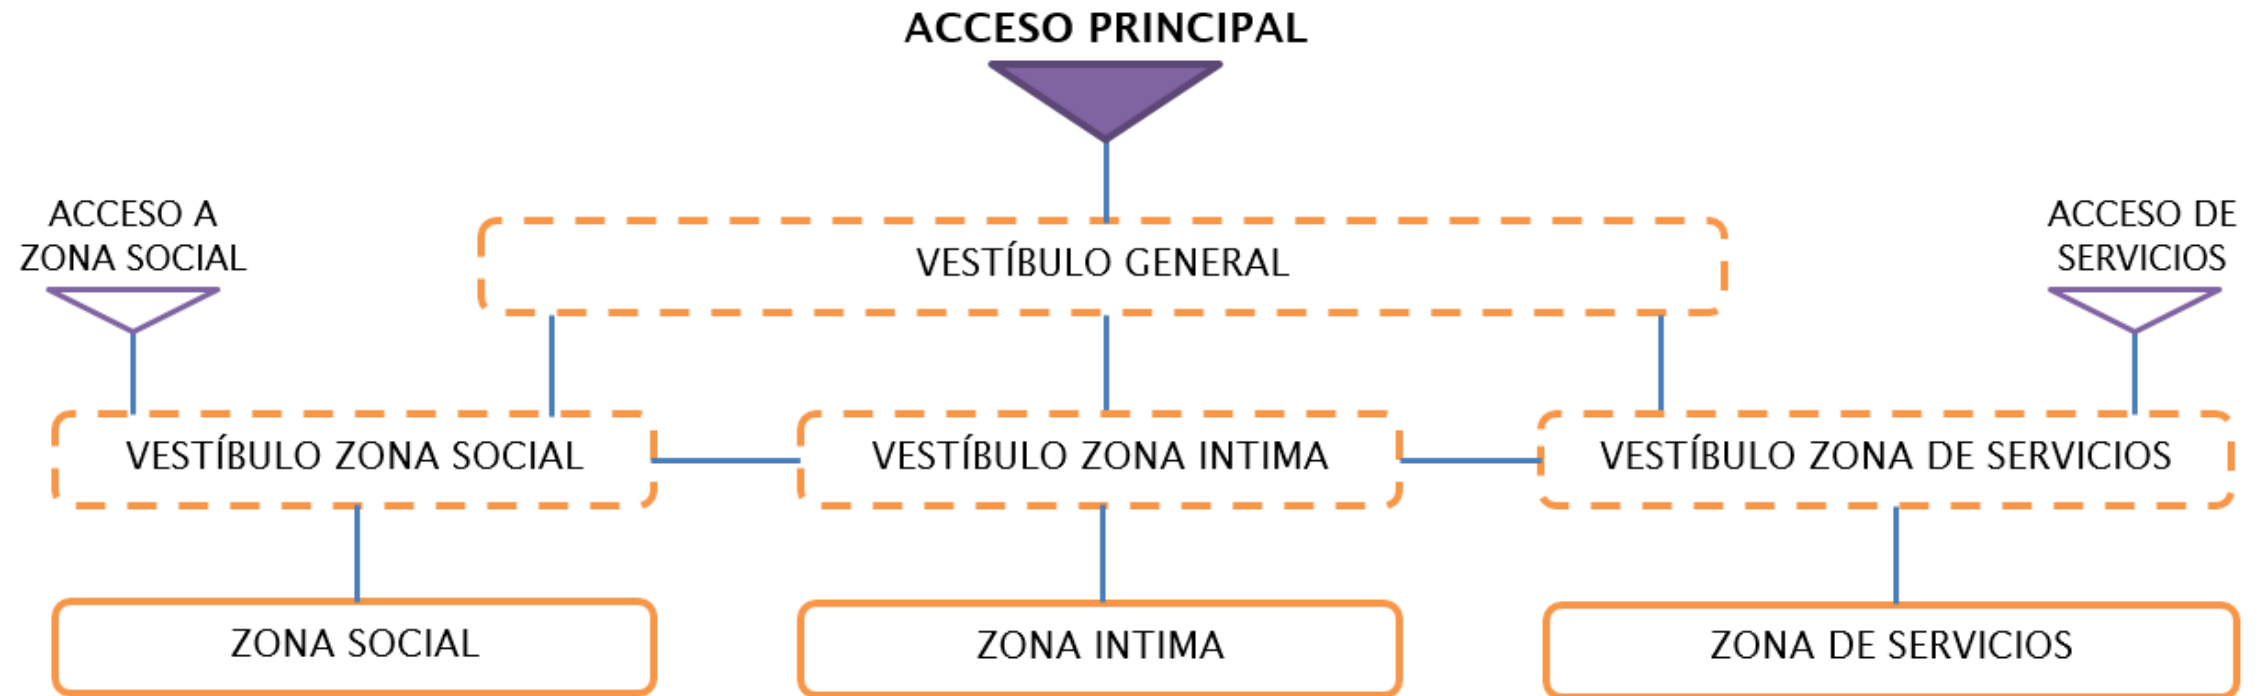 ACCESO PRINCIPAL
ACCESO A
ZONA SOCIAL
ACCESO DE
SERVICIOS
VESTÍBULO GENERAL
VESTÍBULO ZONA SOCIAL
VESTÍBULO ZONA INTIMA
VESTÍBULO ZONA DE SERVICIOS
ZONA SOCIAL
ZONA INTIMA
ZONA DE SERVICIOS